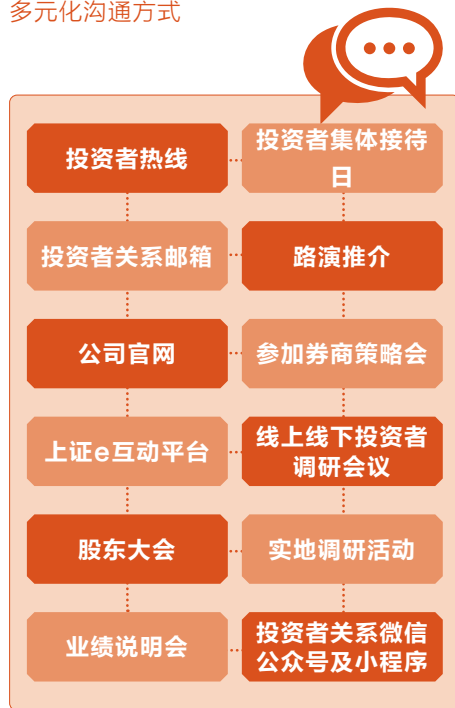 多元化沟通方式
投资者热线
投资者集体接待
日
投资者关系邮箱
路演推介
公司官网
参加券商策略会
上证e互动平台
线上线下投资者
调研会议
股东大会
实地调研活动
业绩说明会
投资者关系微信
公众号及小程序